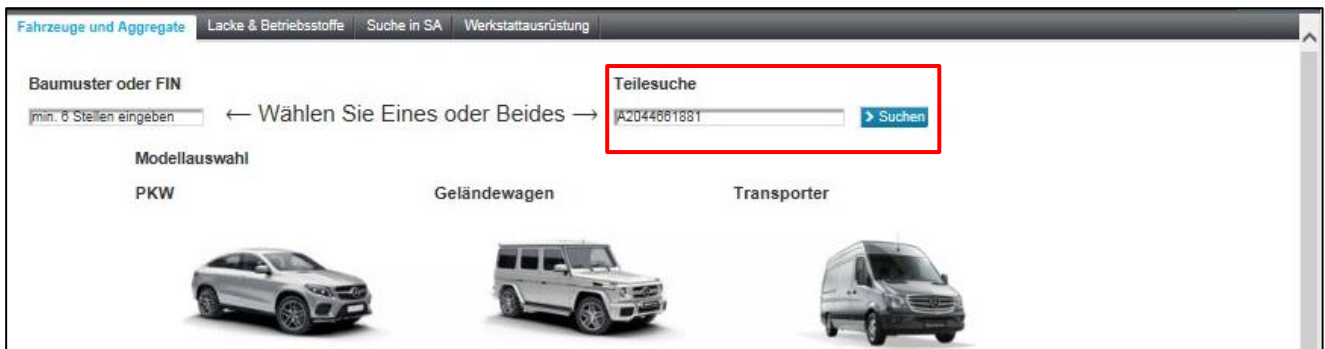 Fahrzeuge und Aggregate Lacke & Betriebsstoffe Suche in SA Werkstattausrüstung
Baumuster oder FIN Teilesuche
min. 6 Stellen eingeben ← Wählen Sie Eines oder Beides → A2044661881 > Suchen
Modellauswahl
PKW Geländewagen Transporter